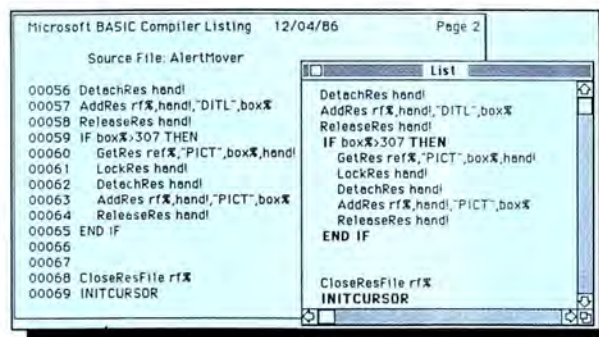 Microsoft BASIC Compiler Listing 12/04/86 Page 2
Source File: AlertMover
00056 DetachRes hand!
00057 AddRes rf%,hand!,"DITL",box%
00058 ReleaseRes hand!
00059 IF box%>307 THEN
00060 GetRes ref%,"PICT",box%,hand!
00061 LockRes hand!
00062 DetachRes hand!
00063 AddRes rf%,hand!,"PICT",box%
00064 ReleaseRes hand!
00065 END IF
00066
00067
00068 CloseResFile rf%
00069 INITCURSOR
List
DetachRes hand!
AddRes rf%,hand!,"DITL",box%
ReleaseRes hand!
IF box%>307 THEN
GetRes ref%,"PICT",box%,hand!
LockRes hand!
DetachRes hand!
AddRes rf%,hand!,"PICT",box%
ReleaseRes hand!
END IF
CloseResFile rf%
INITCURSOR